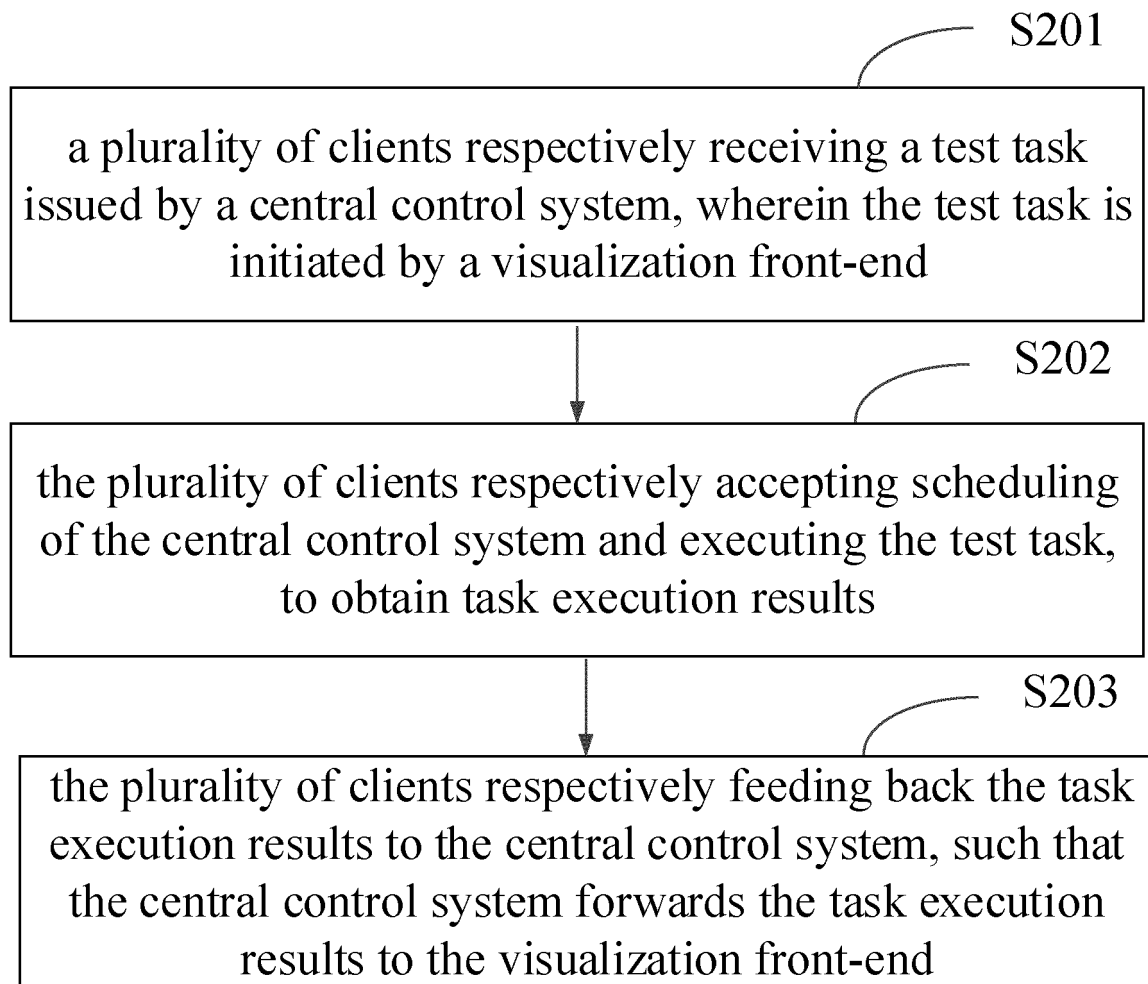 S201
a plurality of clients respectively receiving a test task
issued by a central control system, wherein the test task is
initiated by a visualization front-end
S202
the plurality of clients respectively accepting scheduling
of the central control system and executing the test task,
to obtain task execution results
S203
the plurality of clients respectively feeding back the task
execution results to the central control system, such that
the central control system forwards the task execution
results to the visualization front-end